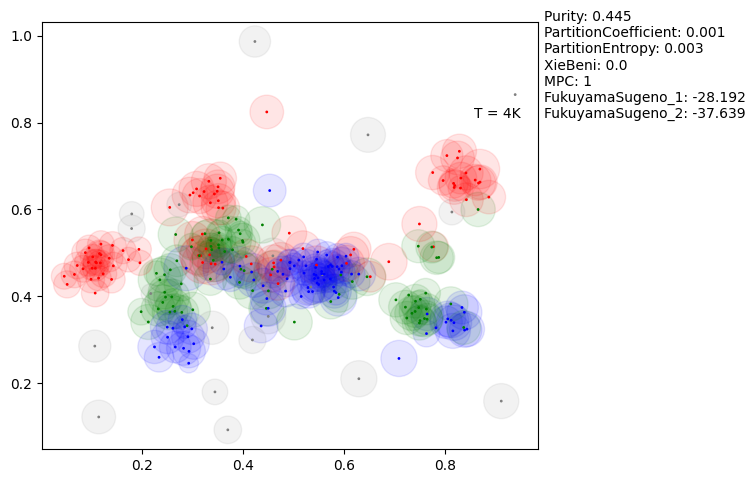 Purity: 0.445
PartitionCoefficient: 0.001
PartitionEntropy: 0.003
XieBeni: 0.0
MPC: 1
FukuyamaSugeno_1: -28.192
FukuyamaSugeno_2: -37.639
T = 4K
1.0
0.8
0.6
0.4
0.2
0.2 0.4 0.6 0.8